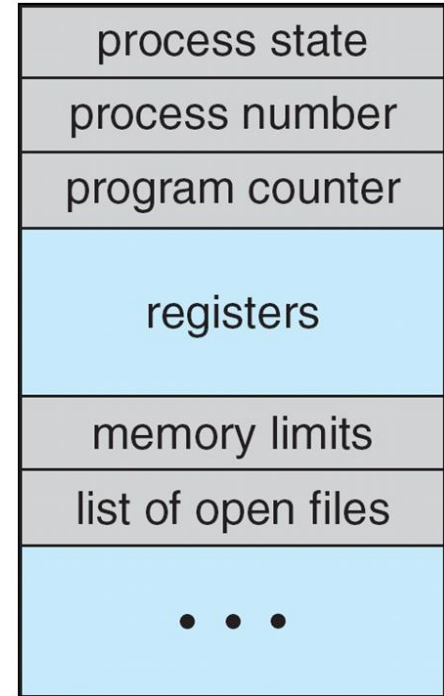 process state
process number
program counter
registers
memory limits
list of open files
• • •